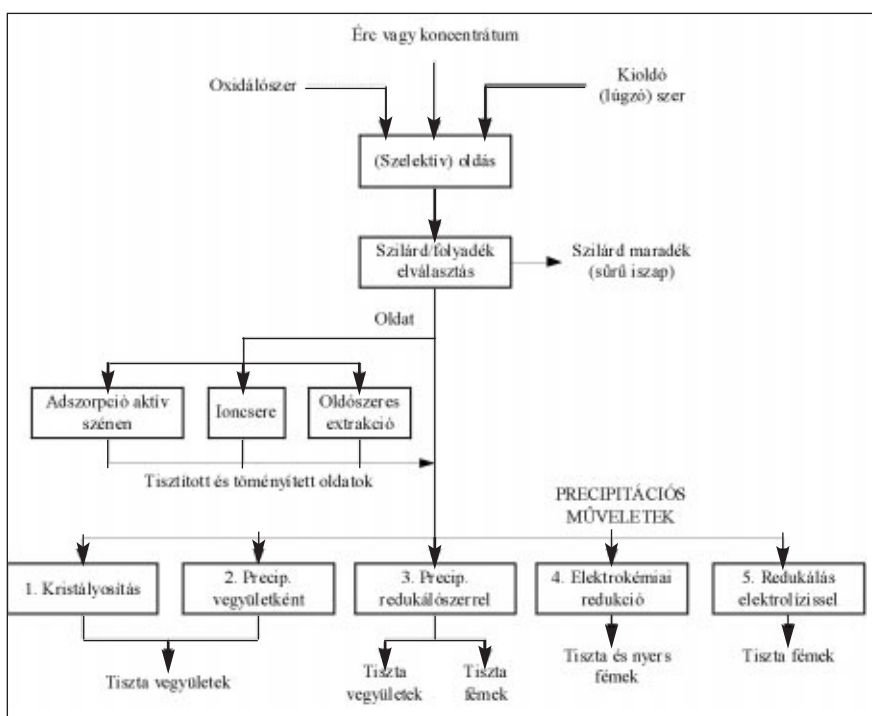 Érc vagy koncentrátum
Oxidálószer
Kioldó
(lúgzó) szer
(Szelektív) oldás
Szilárd/folyadék
elválasztás
Szilárd maradék
(sűrű iszap)
Oldat
Adszorpció aktív
szénen
Ioncsere
Oldószeres
extrakció
Tisztított és töményített oldatok
PRECIPITÁCIÓS
MŰVELETEK
1. Kristályosítás
2. Precip.
vegyületként
3. Precip.
redukálószerrel
4. Elektrokémiai
redukció
5. Redukálás
elektrolízissel
Tiszta vegyületek
Tiszta
vegyületek
Tiszta
fémek
Tiszta és nyers
fémek
Tiszta fémek